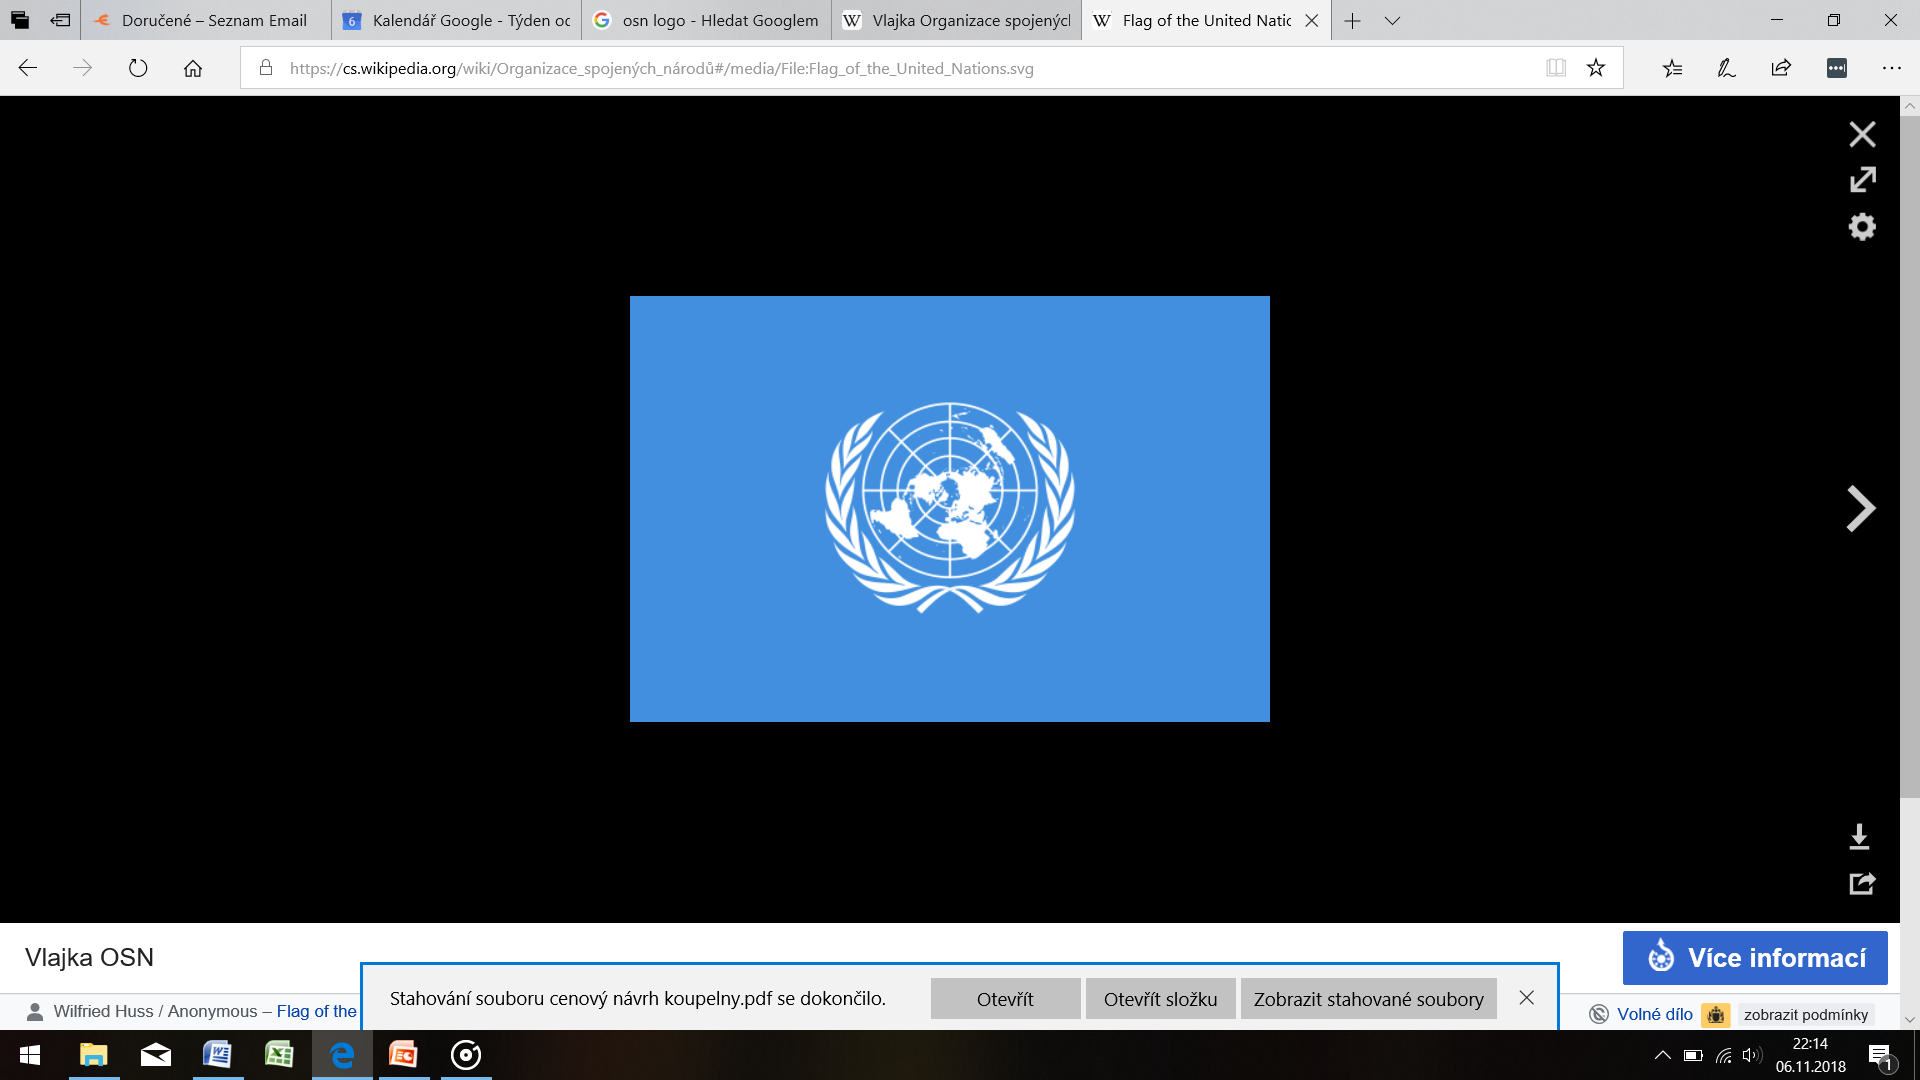 Doručené – Seznam Email
6 Kalendář Google - Týden od
osn logo - Hledat Googlem
W Vlajka Organizace spojenýcl
W Flag of the United Natic
https://cs.wikipedia.org/wiki/Organizace_spojených_národů#/media/File:Flag_of_the_United_Nations.svg
Vlajka OSN
Více informací
Stahování souboru cenový návrh koupelny.pdf se dokončilo.
Otevřít
Otevřít složku
Zobrazit stahované soubory
Wilfried Huss / Anonymous – Flag of the
Volné dílo
zobrazit podmínky
22:14
06.11.2018
1